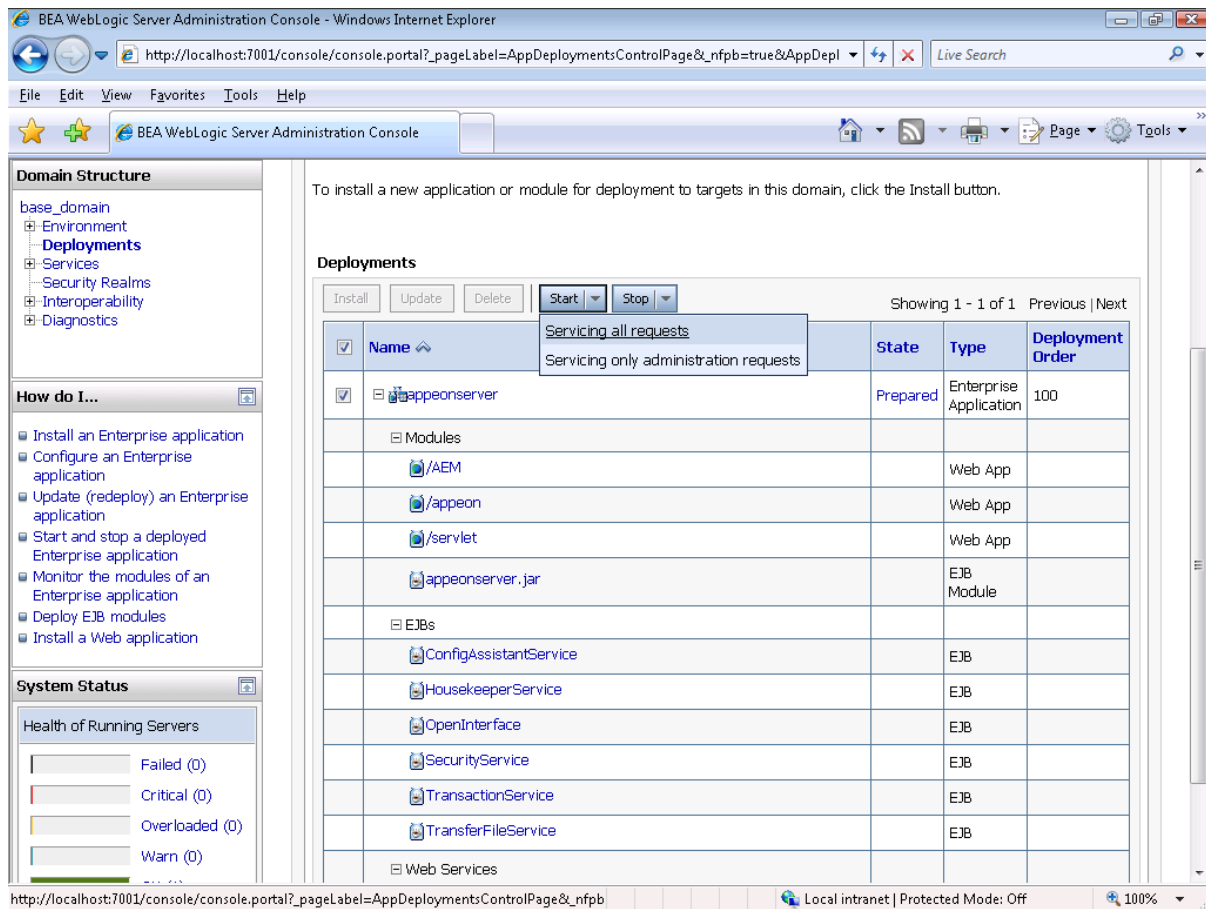 BEA WebLogic Server Administration Console - Windows Internet Explorer
http://localhost:7001/console/console.portal?_pageLabel=AppDeploymentsControlPage&_nfpb=true&AppDepl
Live Search
File Edit View Favorites Tools Help
BEA WebLogic Server Administration Console
Page Tools
Domain Structure
base_domain
Environment
Deployments
Services
Security Realms
Interoperability
Diagnostics
How do I...
Install an Enterprise application
Configure an Enterprise
application
Update (redeploy) an Enterprise
application
Start and stop a deployed
Enterprise application
Monitor the modules of an
Enterprise application
Deploy EJB modules
Install a Web application
System Status
Health of Running Servers
Failed (0)
Critical (0)
Overloaded (0)
Warn (0)
To install a new application or module for deployment to targets in this domain, click the Install button.
Deployments
Install Update Delete Start Stop Showing 1 - 1 of 1 Previous | Next
Servicing all requests
Servicing only administration requests
Name State Type Deployment
Order
appeonserver Prepared Enterprise
Application 100
Modules
/AEM Web App
/appeon Web App
/servlet Web App
appeonserver.jar EJB
Module
EJBs
ConfigAssistantService EJB
HousekeeperService EJB
OpenInterface EJB
SecurityService EJB
TransactionService EJB
TransferFileService EJB
Web Services
http://localhost:7001/console/console.portal?_pageLabel=AppDeploymentsControlPage&_nfpb
Local intranet | Protected Mode: Off
100%